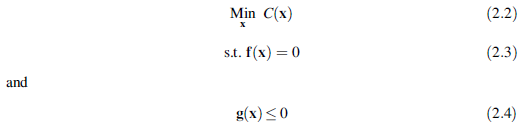 Min C(x) (2.2)
x
s.t. f(x) = 0 (2.3)
and
g(x) ≤ 0 (2.4)